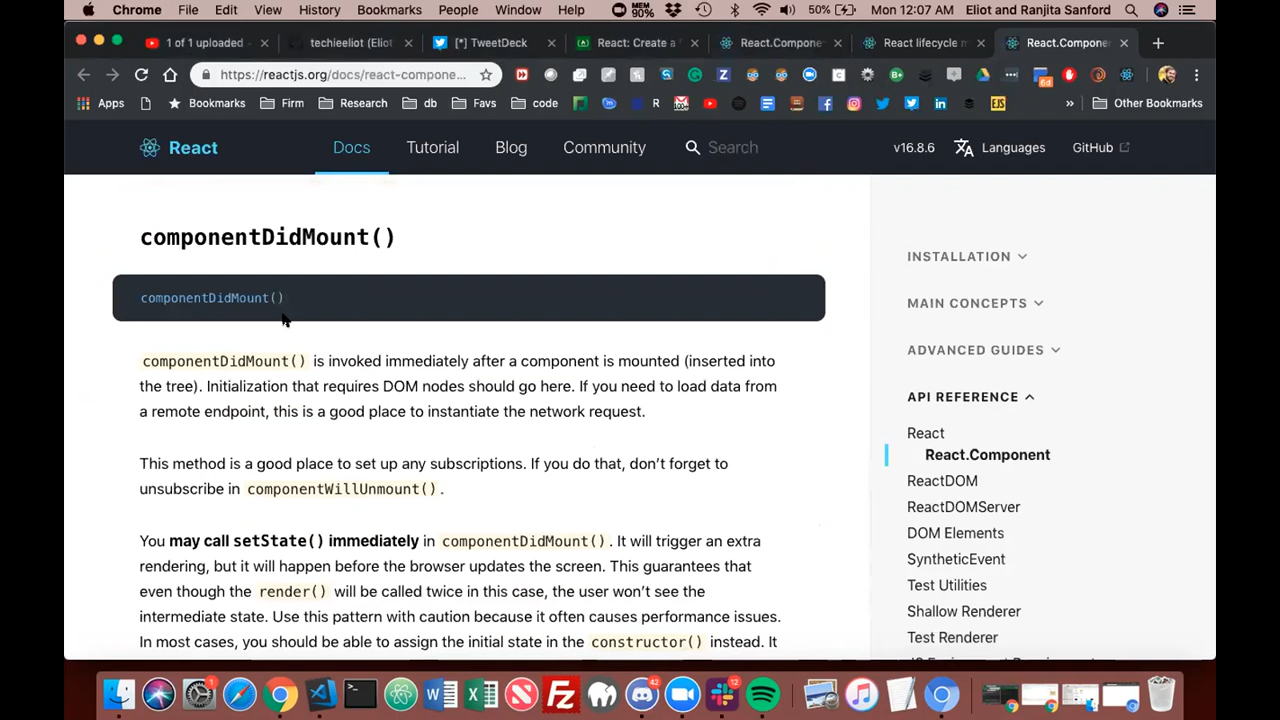 Chrome File Edit View History Bookmarks People Window Help MEM 90% 50% Mon 12:07 AM Eliot and Ranjita Sanford
1 of 1 uploaded techieeliot (Eliot [*] TweetDeck React: Create a React.Compone React lifecycle m React.Componen
https://reactjs.org/docs/react-compone...
6d
Apps Bookmarks Firm Research db Favs code R 100+ EJS » Other Bookmarks
React Docs Tutorial Blog Community Search v16.8.6 Languages GitHub
componentDidMount()
componentDidMount()
componentDidMount() is invoked immediately after a component is mounted (inserted into
the tree). Initialization that requires DOM nodes should go here. If you need to load data from
a remote endpoint, this is a good place to instantiate the network request.
This method is a good place to set up any subscriptions. If you do that, don’t forget to
unsubscribe in componentWillUnmount().
You may call setState() immediately in componentDidMount(). It will trigger an extra
rendering, but it will happen before the browser updates the screen. This guarantees that
even though the render() will be called twice in this case, the user won’t see the
intermediate state. Use this pattern with caution because it often causes performance issues.
In most cases, you should be able to assign the initial state in the constructor() instead. It
INSTALLATION
MAIN CONCEPTS
ADVANCED GUIDES
API REFERENCE
React
React.Component
ReactDOM
ReactDOMServer
DOM Elements
SyntheticEvent
Test Utilities
Shallow Renderer
Test Renderer
1 W X Fz 42 12